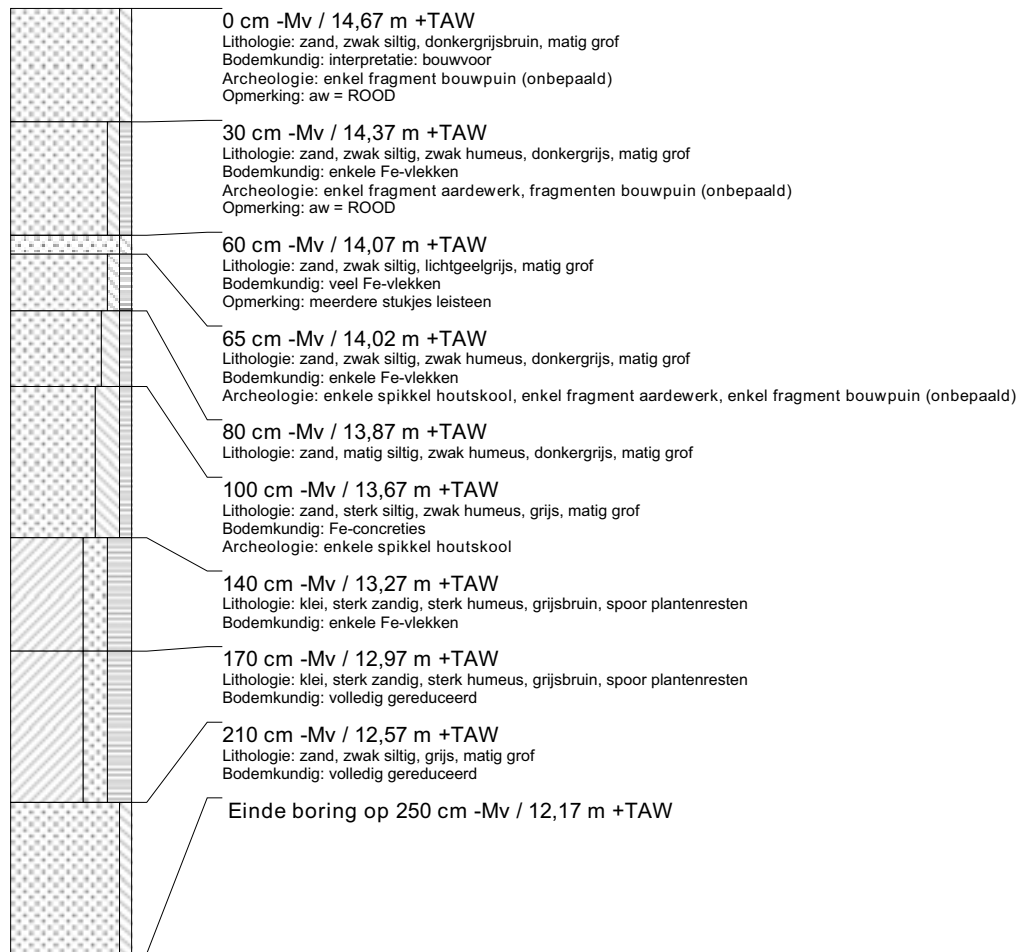 0 cm -Mv / 14,67 m +TAW
Lithologie: zand, zwak siltig, donkergrijsbruin, matig grof
Bodemkundig: interpretatie: bouwvoor
Archeologie: enkel fragment bouwpuin (onbepaald)
Opmerking: aw = ROOD
30 cm -Mv / 14,37 m +TAW
Lithologie: zand, zwak siltig, zwak humeus, donkergrijs, matig grof
Bodemkundig: enkele Fe-vlekken
Archeologie: enkel fragment aardewerk, fragmenten bouwpuin (onbepaald)
Opmerking: aw = ROOD
60 cm -Mv / 14,07 m +TAW
Lithologie: zand, zwak siltig, lichtgeelgrijs, matig grof
Bodemkundig: veel Fe-vlekken
Opmerking: meerdere stukjes leisteen
65 cm -Mv / 14,02 m +TAW
Lithologie: zand, zwak siltig, zwak humeus, donkergrijs, matig grof
Bodemkundig: enkele Fe-vlekken
Archeologie: enkele spikkel houtskool, enkel fragment aardewerk, enkel fragment bouwpuin (onbepaald)
80 cm -Mv / 13,87 m +TAW
Lithologie: zand, matig siltig, zwak humeus, donkergrijs, matig grof
100 cm -Mv / 13,67 m +TAW
Lithologie: zand, sterk siltig, zwak humeus, grijs, matig grof
Bodemkundig: Fe-concreties
Archeologie: enkele spikkel houtskool
140 cm -Mv / 13,27 m +TAW
Lithologie: klei, sterk zandig, sterk humeus, grijsbruin, spoor plantenresten
Bodemkundig: enkele Fe-vlekken
170 cm -Mv / 12,97 m +TAW
Lithologie: klei, sterk zandig, sterk humeus, grijsbruin, spoor plantenresten
Bodemkundig: volledig gereduceerd
210 cm -Mv / 12,57 m +TAW
Lithologie: zand, zwak siltig, grijs, matig grof
Bodemkundig: volledig gereduceerd
Einde boring op 250 cm -Mv / 12,17 m +TAW